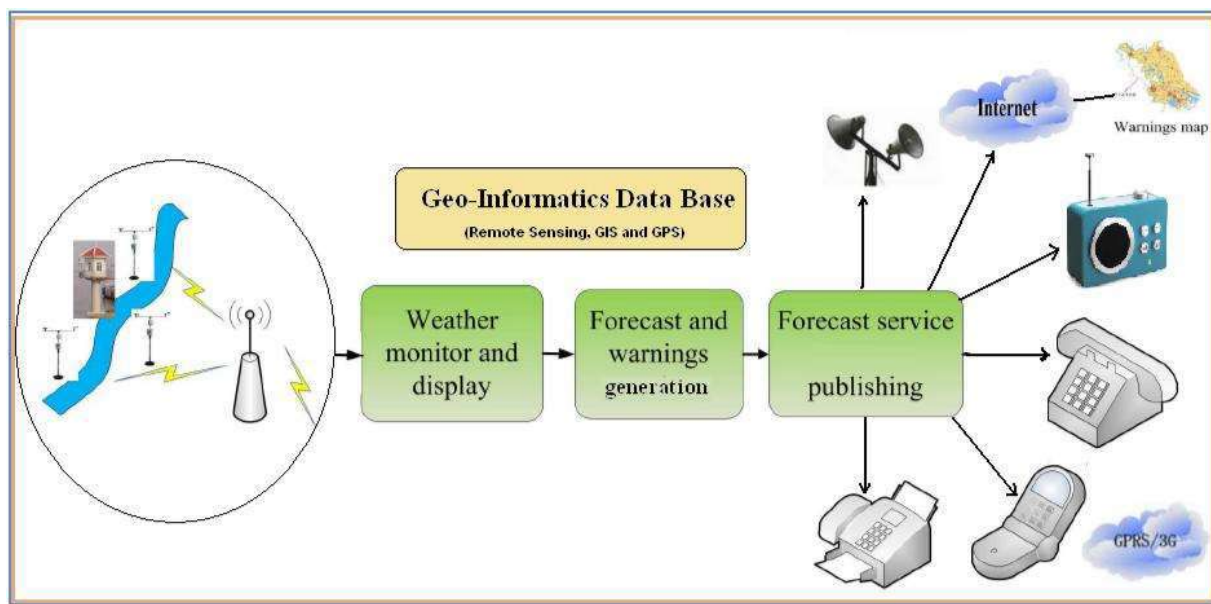 Geo-Informatics Data Base
(Remote Sensing, GIS and GPS)
Weather
monitor and
display
Forecast and
warnings
generation
Forecast service
publishing
Internet
Warnings map
GPRS/3G